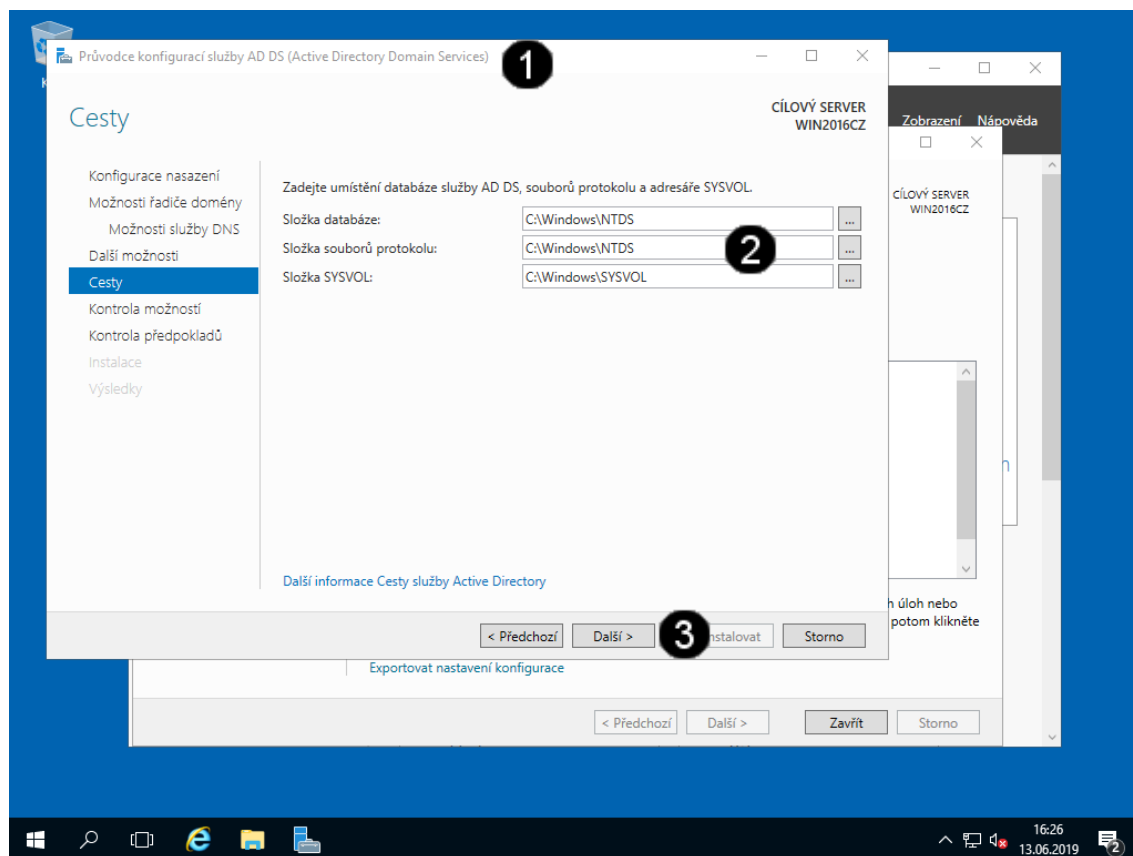 Průvodce konfigurací služby AD DS (Active Directory Domain Services)
1
Cesty
CÍLOVÝ SERVER
WIN2016CZ
Zobrazení Nápověda
CÍLOVÝ SERVER
WIN2016CZ
Konfigurace nasazení
Možnosti řadiče domény
Možnosti služby DNS
Další možnosti
Cesty
Kontrola možností
Kontrola předpokladů
Instalace
Výsledky
Zadejte umístění databáze služby AD DS, souborů protokolu a adresáře SYSVOL.
Složka databáze: C:\Windows\NTDS ...
Složka souborů protokolu: C:\Windows\NTDS 2 ...
Složka SYSVOL: C:\Windows\SYSVOL ...
Další informace Cesty služby Active Directory
h úloh nebo
potom klikněte
< Předchozí Další > 3 nstalovat Storno
Exportovat nastavení konfigurace
< Předchozí Další > Zavřít Storno
16:26
13.06.2019
2